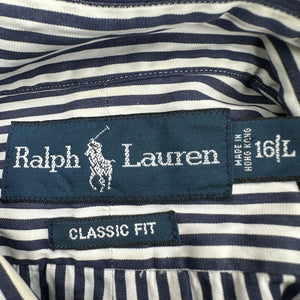 Ralph Lauren
MADE IN
HONG KONG
16/L
CLASSIC FIT